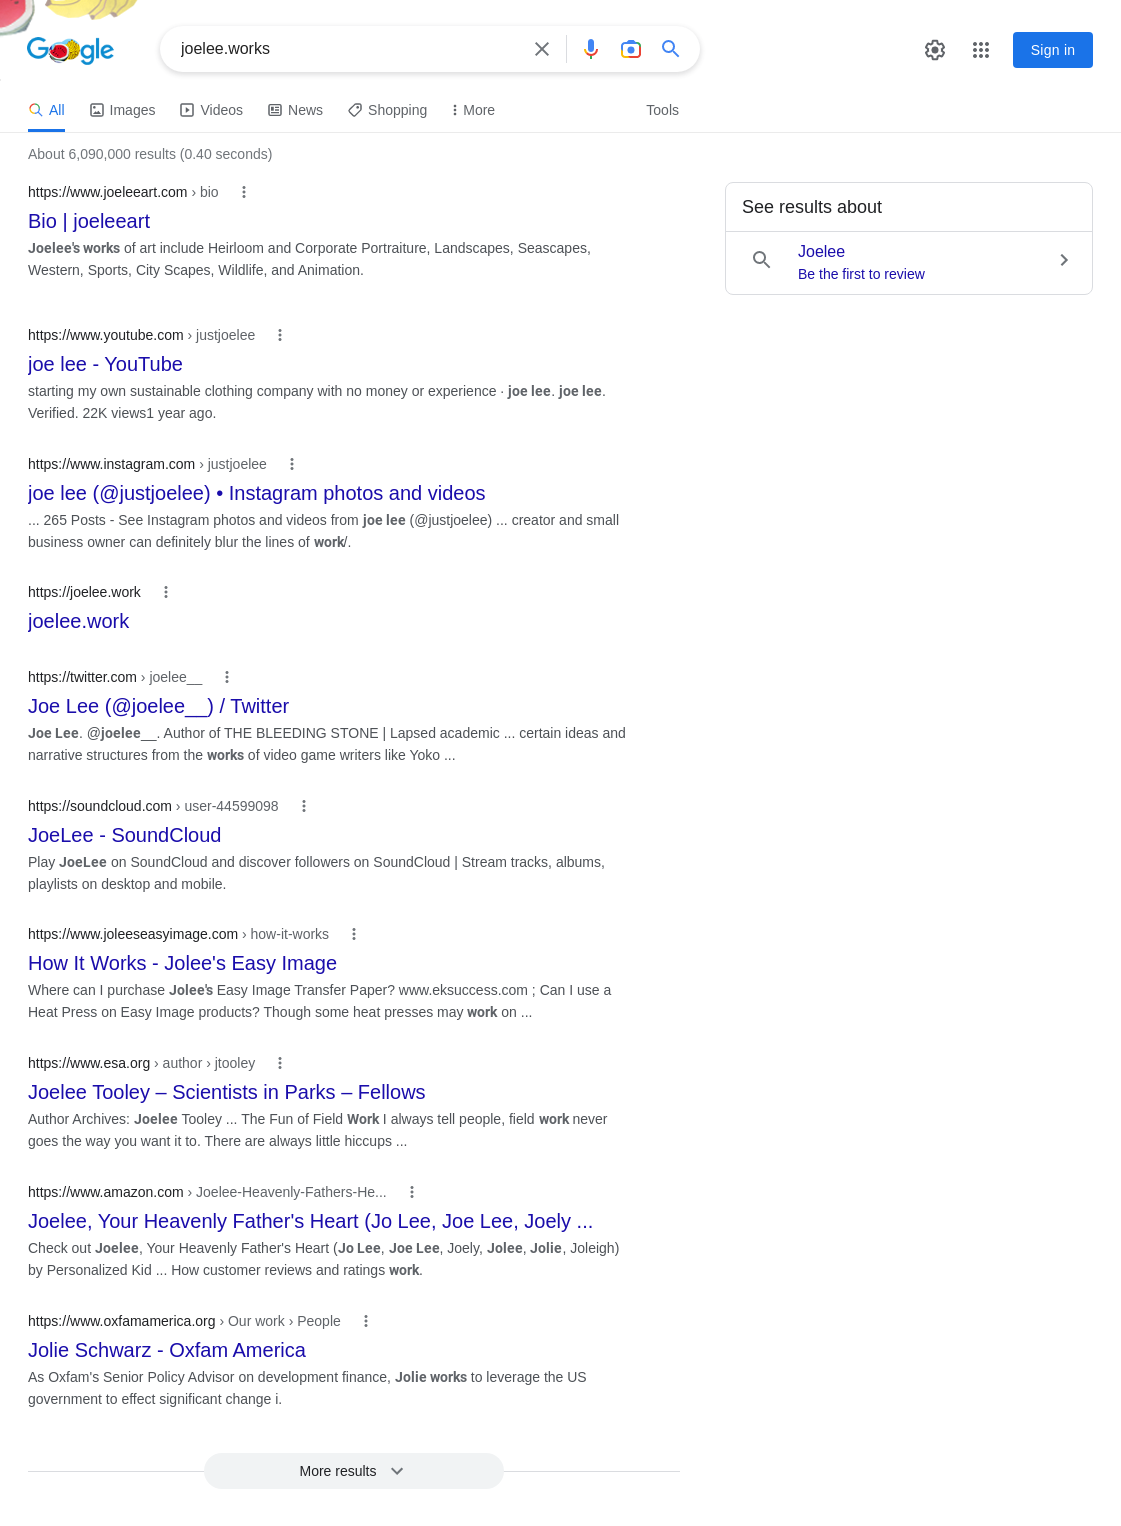 Google
joelee.works
Sign in
All
Images
Videos
News
Shopping
More
Tools
About 6,090,000 results (0.40 seconds)
https://www.joeleeart.com › bio
Bio | joeleeart
Joelee's works of art include Heirloom and Corporate Portraiture, Landscapes, Seascapes,
Western, Sports, City Scapes, Wildlife, and Animation.
https://www.youtube.com › justjoelee
joe lee - YouTube
starting my own sustainable clothing company with no money or experience · joe lee. joe lee.
Verified. 22K views1 year ago.
https://www.instagram.com › justjoelee
joe lee (@justjoelee) • Instagram photos and videos
... 265 Posts - See Instagram photos and videos from joe lee (@justjoelee) ... creator and small
business owner can definitely blur the lines of work/.
https://joelee.work
joelee.work
https://twitter.com › joelee__
Joe Lee (@joelee__) / Twitter
Joe Lee. @joelee__. Author of THE BLEEDING STONE | Lapsed academic ... certain ideas and
narrative structures from the works of video game writers like Yoko ...
https://soundcloud.com › user-44599098
JoeLee - SoundCloud
Play JoeLee on SoundCloud and discover followers on SoundCloud | Stream tracks, albums,
playlists on desktop and mobile.
https://www.joleeseasyimage.com › how-it-works
How It Works - Jolee's Easy Image
Where can I purchase Jolee's Easy Image Transfer Paper? www.eksuccess.com ; Can I use a
Heat Press on Easy Image products? Though some heat presses may work on ...
https://www.esa.org › author › jtooley
Joelee Tooley – Scientists in Parks – Fellows
Author Archives: Joelee Tooley ... The Fun of Field Work I always tell people, field work never
goes the way you want it to. There are always little hiccups ...
https://www.amazon.com › Joelee-Heavenly-Fathers-He...
Joelee, Your Heavenly Father's Heart (Jo Lee, Joe Lee, Joely ...
Check out Joelee, Your Heavenly Father's Heart (Jo Lee, Joe Lee, Joely, Jolee, Jolie, Joleigh)
by Personalized Kid ... How customer reviews and ratings work.
https://www.oxfamamerica.org › Our work › People
Jolie Schwarz - Oxfam America
As Oxfam's Senior Policy Advisor on development finance, Jolie works to leverage the US
government to effect significant change i.
More results
See results about
Joelee
Be the first to review